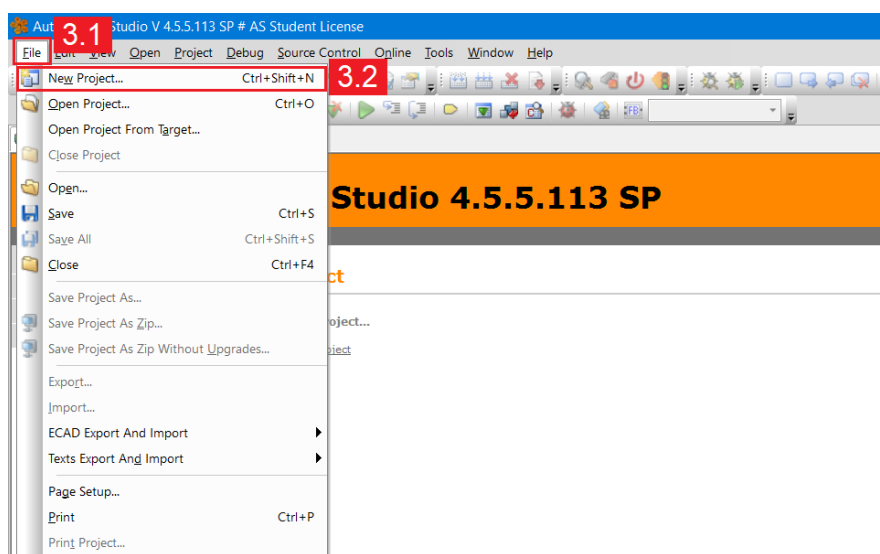 Aut Studio V 4.5.5.113 SP # AS Student License
3.1
File Edit View Open Project Debug Source Control Online Tools Window Help
New Project... Ctrl+Shift+N
3.2
Open Project... Ctrl+O
Open Project From Target...
Close Project
Open...
Studio 4.5.5.113 SP
Save Ctrl+S
Save All Ctrl+Shift+S
Close Ctrl+F4
ct
Save Project As...
Save Project As Zip...
oject...
Save Project As Zip Without Upgrades...
oject
Export...
Import...
ECAD Export And Import
Texts Export And Import
Page Setup...
Print Ctrl+P
Print Project...